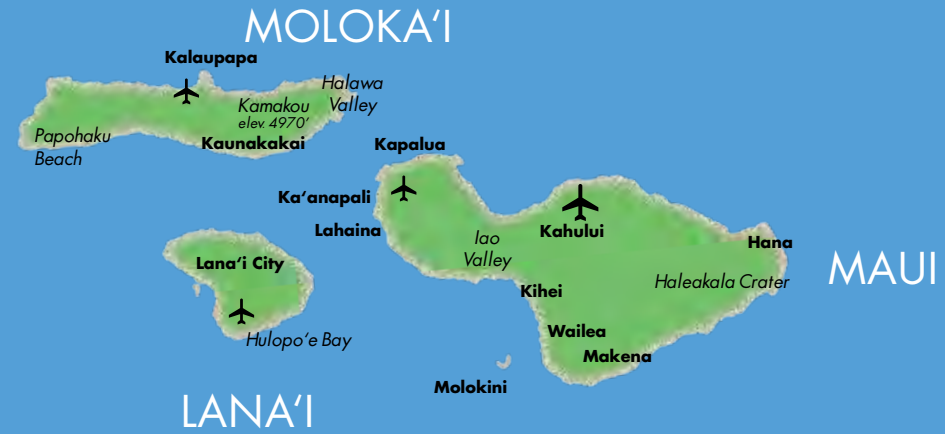 MOLOKA‘I
Kalaupapa
Halawa
Valley
Kamakou
elev. 4970’
Papohaku
Beach
Kaunakakai
Kapalua
Ka‘anapali
Lahaina
Iao
Valley
Kahului
Hana
Lana‘i City
Haleakala Crater
MAUI
Kihei
Wailea
Makena
Hulopo‘e Bay
Molokini
LANA‘I